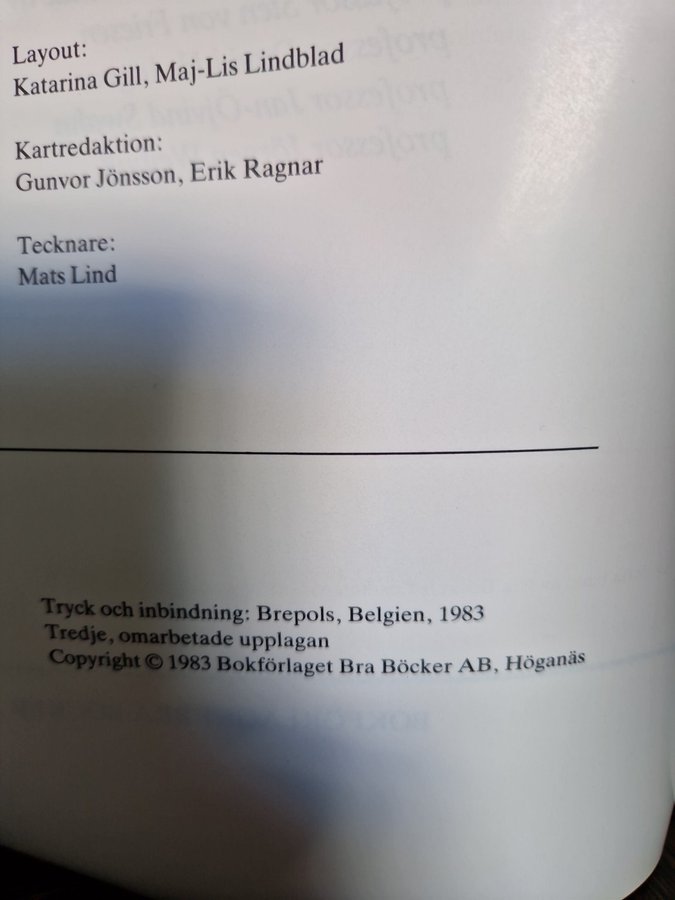 Layout:
Katarina Gill, Maj-Lis Lindblad
Kartredaktion:
Gunvor Jönsson, Erik Ragnar
Tecknare:
Mats Lind
Tryck och inbindning: Brepols, Belgien, 1983
Tredje, omarbetade upplagan
Copyright © 1983 Bokförlaget Bra Böcker AB, Höganäs